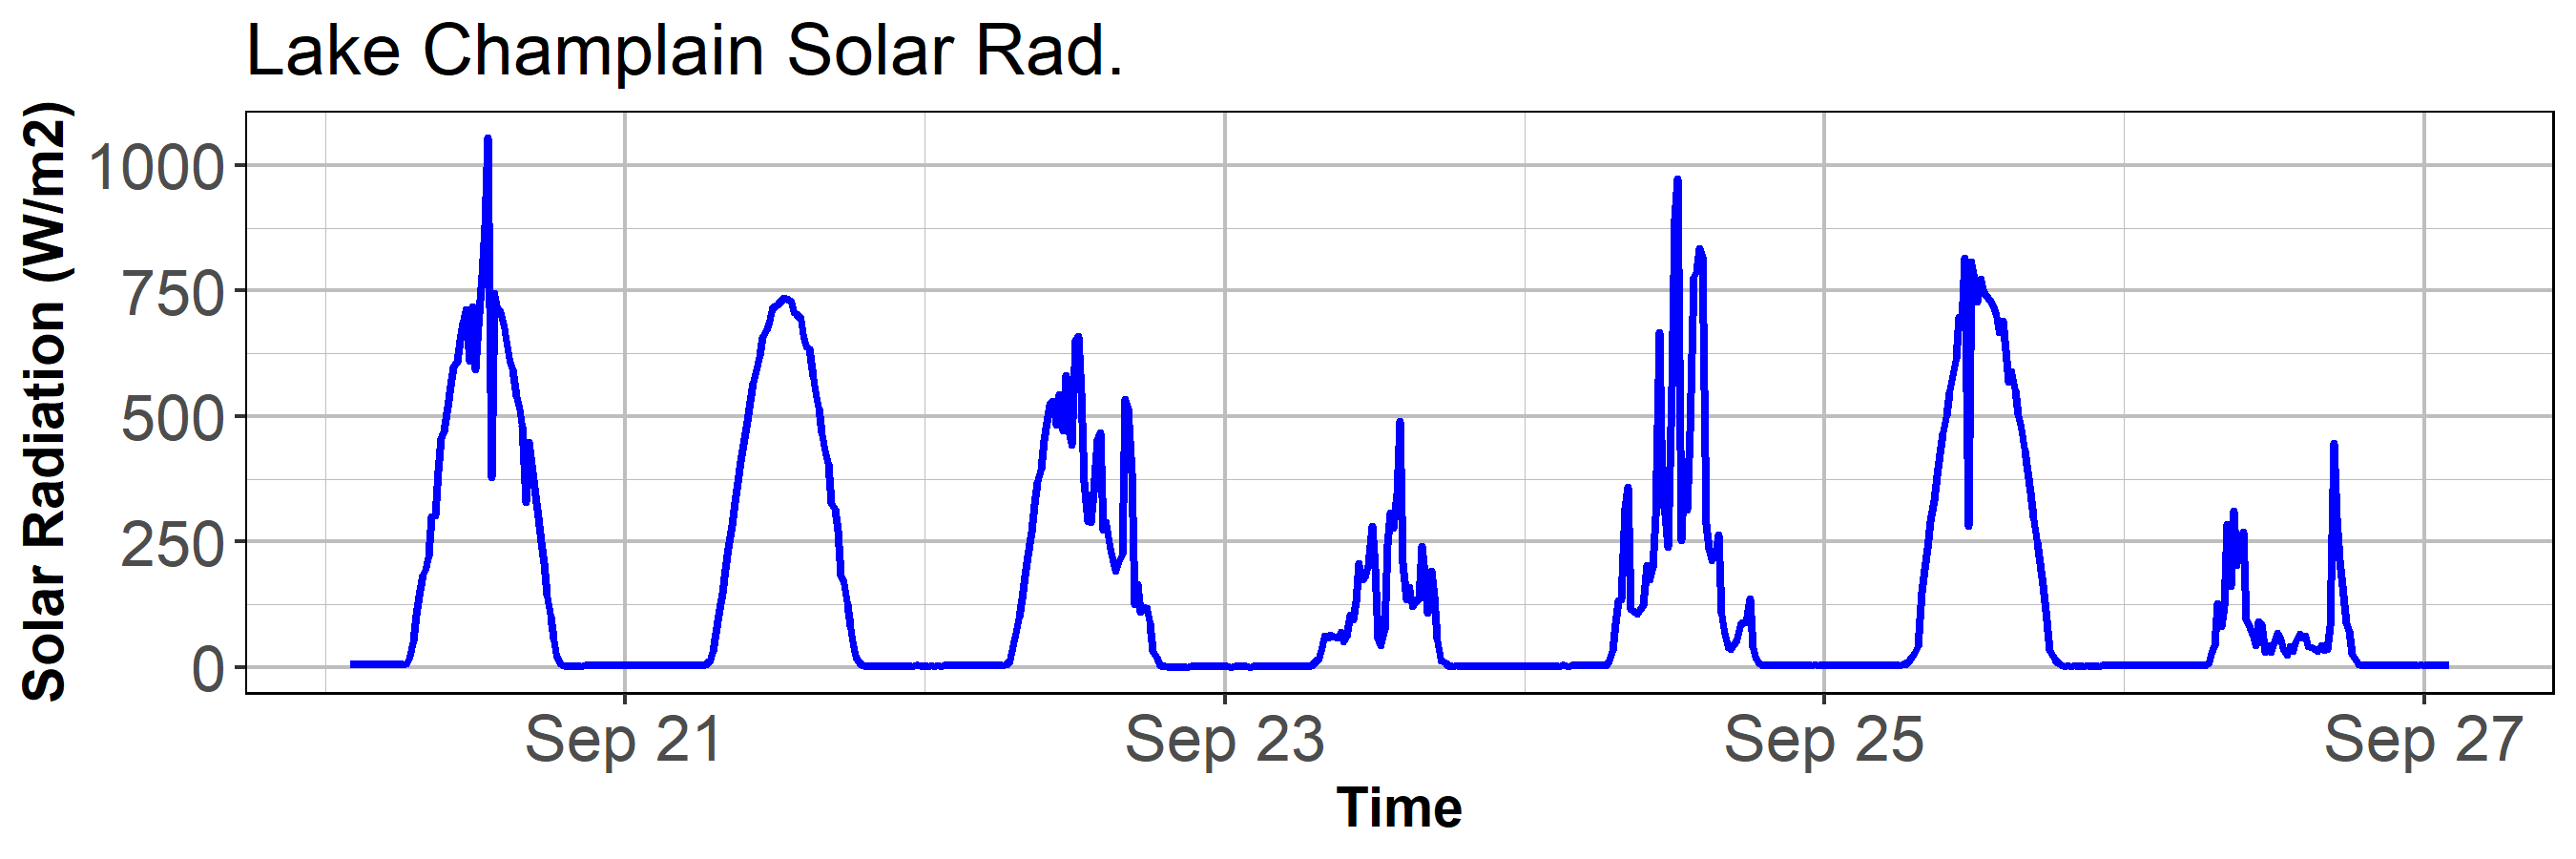 Lake Champlain Solar Rad.
Solar Radiation (W/m2)
1000
750
500
250
0
Sep 21
Sep 23
Sep 25
Sep 27
Time